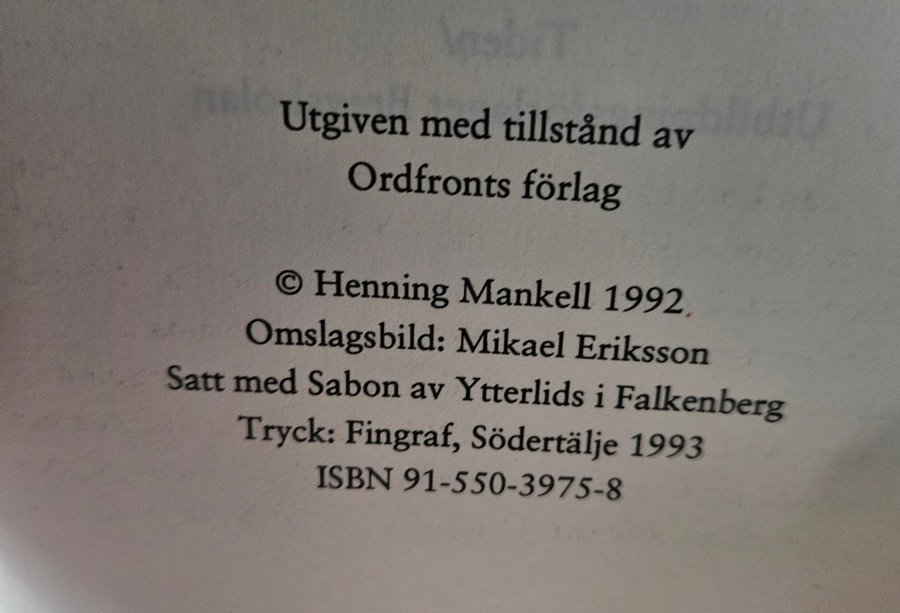 Utgiven med tillstånd av
Ordfronts förlag
© Henning Mankell 1992
Omslagsbild: Mikael Eriksson
Satt med Sabon av Ytterlids i Falkenberg
Tryck: Fingraf, Södertälje 1993
ISBN 91-550-3975-8